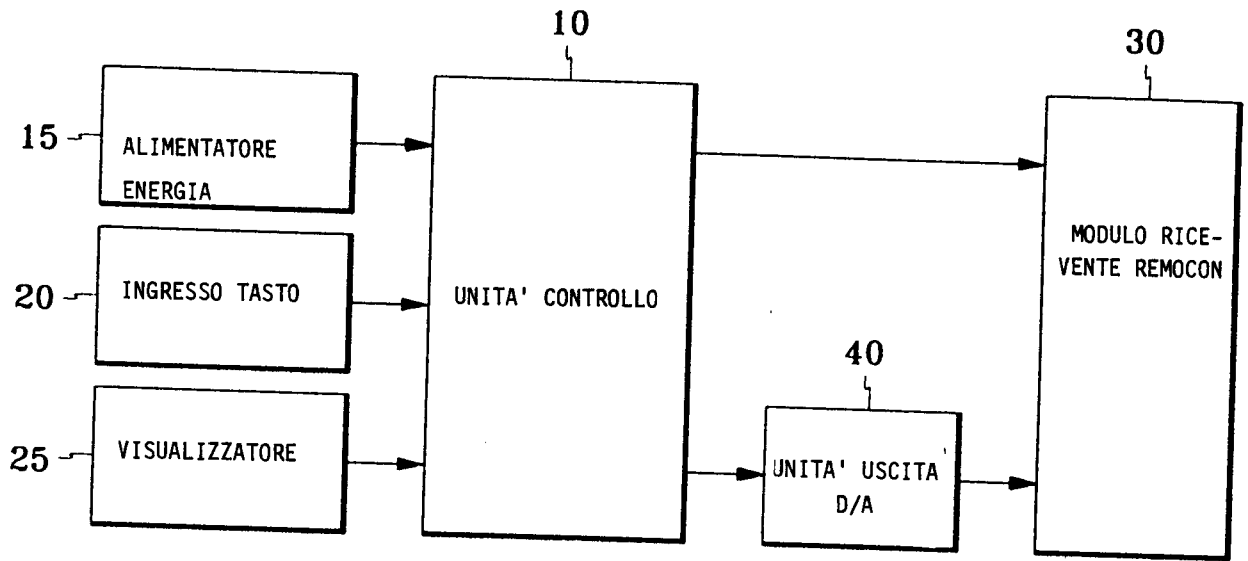 10
30
15
ALIMENTATORE
ENERGIA
20
INGRESSO TASTO
25
VISUALIZZATORE
UNITA' CONTROLLO
40
UNITA' USCITA'
D/A
MODULO RICE-
VENTE REMOCON